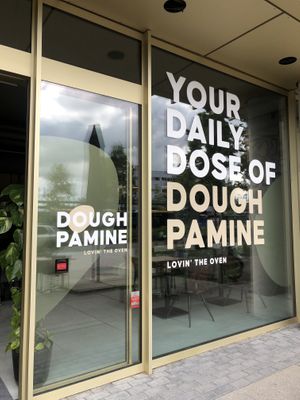 YOUR
DAILY
DOSE OF
DOUGH
PAMINE
LOVIN' THE OVEN
DOUGH
PAMINE
LOVIN' THE OVEN